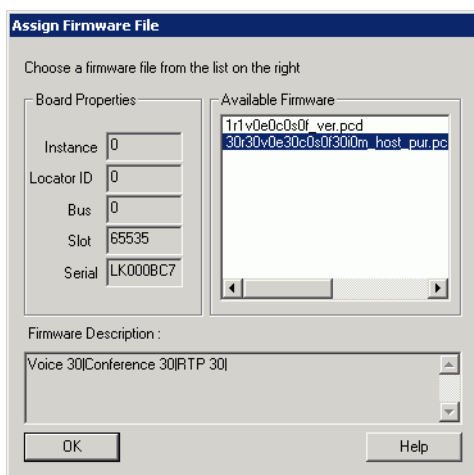 Assign Firmware File
Choose a firmware file from the list on the right
Board Properties
Instance 0
Locator ID 0
Bus 0
Slot 65535
Serial LK000BC7
Available Firmware
1r1v0e0c0s0f_ver.pcd
30r30v0e30c0s0f30i0m_host_pur.pc
Firmware Description :
Voice 30|Conference 30|RTP 30|
OK
Help